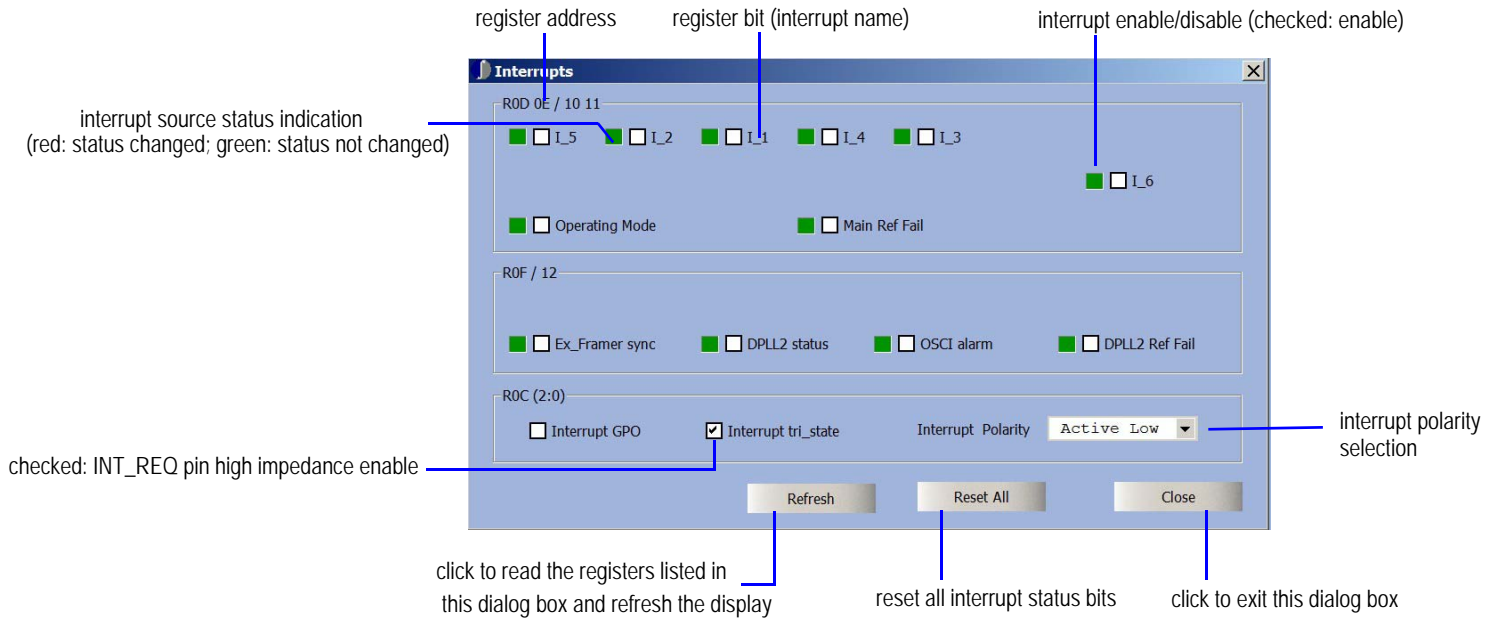 register address
register bit (interrupt name)
interrupt enable/disable (checked: enable)
Interrupts
interrupt source status indication
(red: status changed; green: status not changed)
R0D 0E / 10 11
I_5
I_2
I_1
I_4
I_3
I_6
Operating Mode
Main Ref Fail
R0F / 12
Ex_Framer sync
DPLL2 status
OSCI alarm
DPLL2 Ref Fail
R0C (2:0)
Interrupt GPO
Interrupt tri_state
Interrupt Polarity
Active Low
interrupt polarity
selection
checked: INT_REQ pin high impedance enable
Refresh
Reset All
Close
click to read the registers listed in
this dialog box and refresh the display
reset all interrupt status bits
click to exit this dialog box